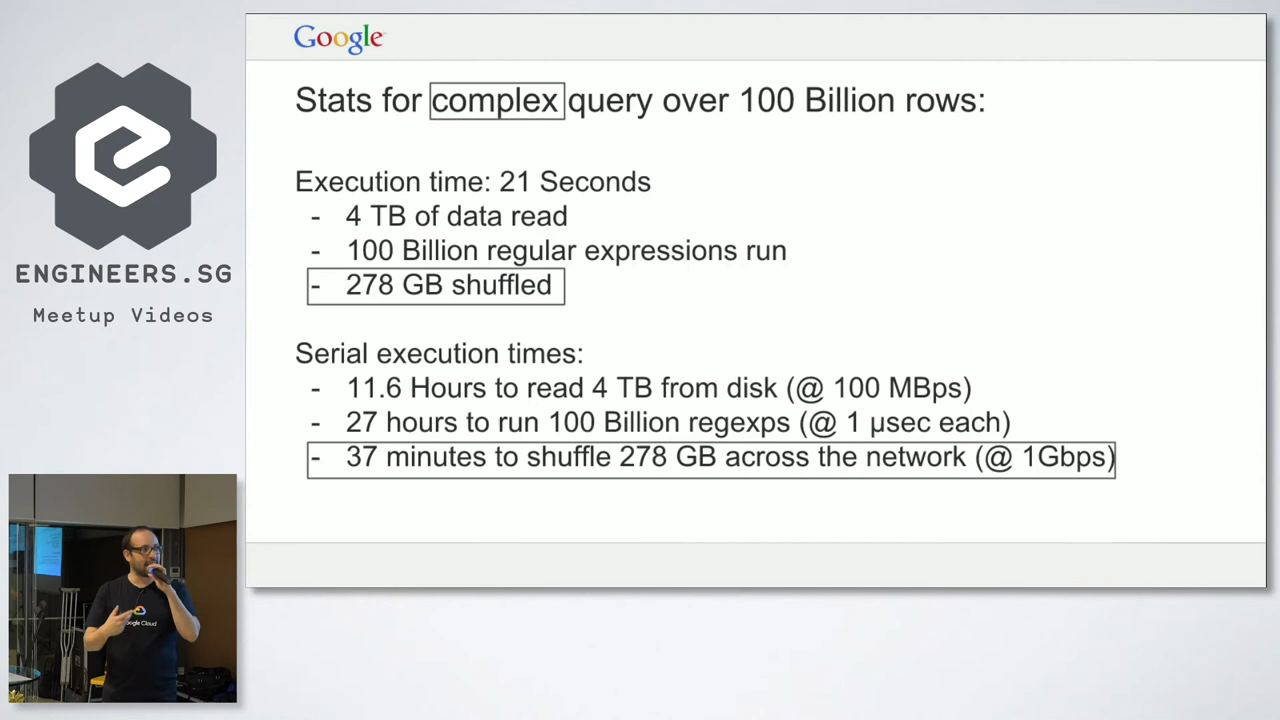 Google
Stats for complex query over 100 Billion rows:
Execution time: 21 Seconds
- 4 TB of data read
- 100 Billion regular expressions run
- 278 GB shuffled
Serial execution times:
- 11.6 Hours to read 4 TB from disk (@ 100 MBps)
- 27 hours to run 100 Billion regexps (@ 1 µsec each)
- 37 minutes to shuffle 278 GB across the network (@ 1Gbps)
ENGINEERS.SG
Meetup Videos
Google Cloud